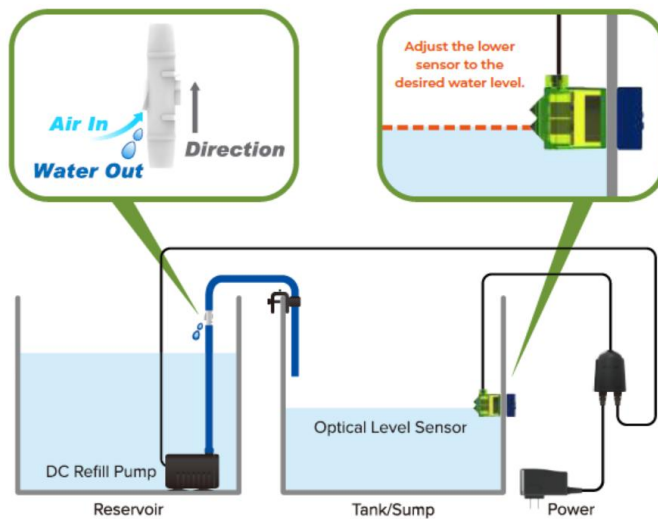 Air In
Water Out
Direction
Adjust the lower
sensor to the
desired water level.
Optical Level Sensor
DC Refill Pump
Reservoir
Tank/Sump
Power